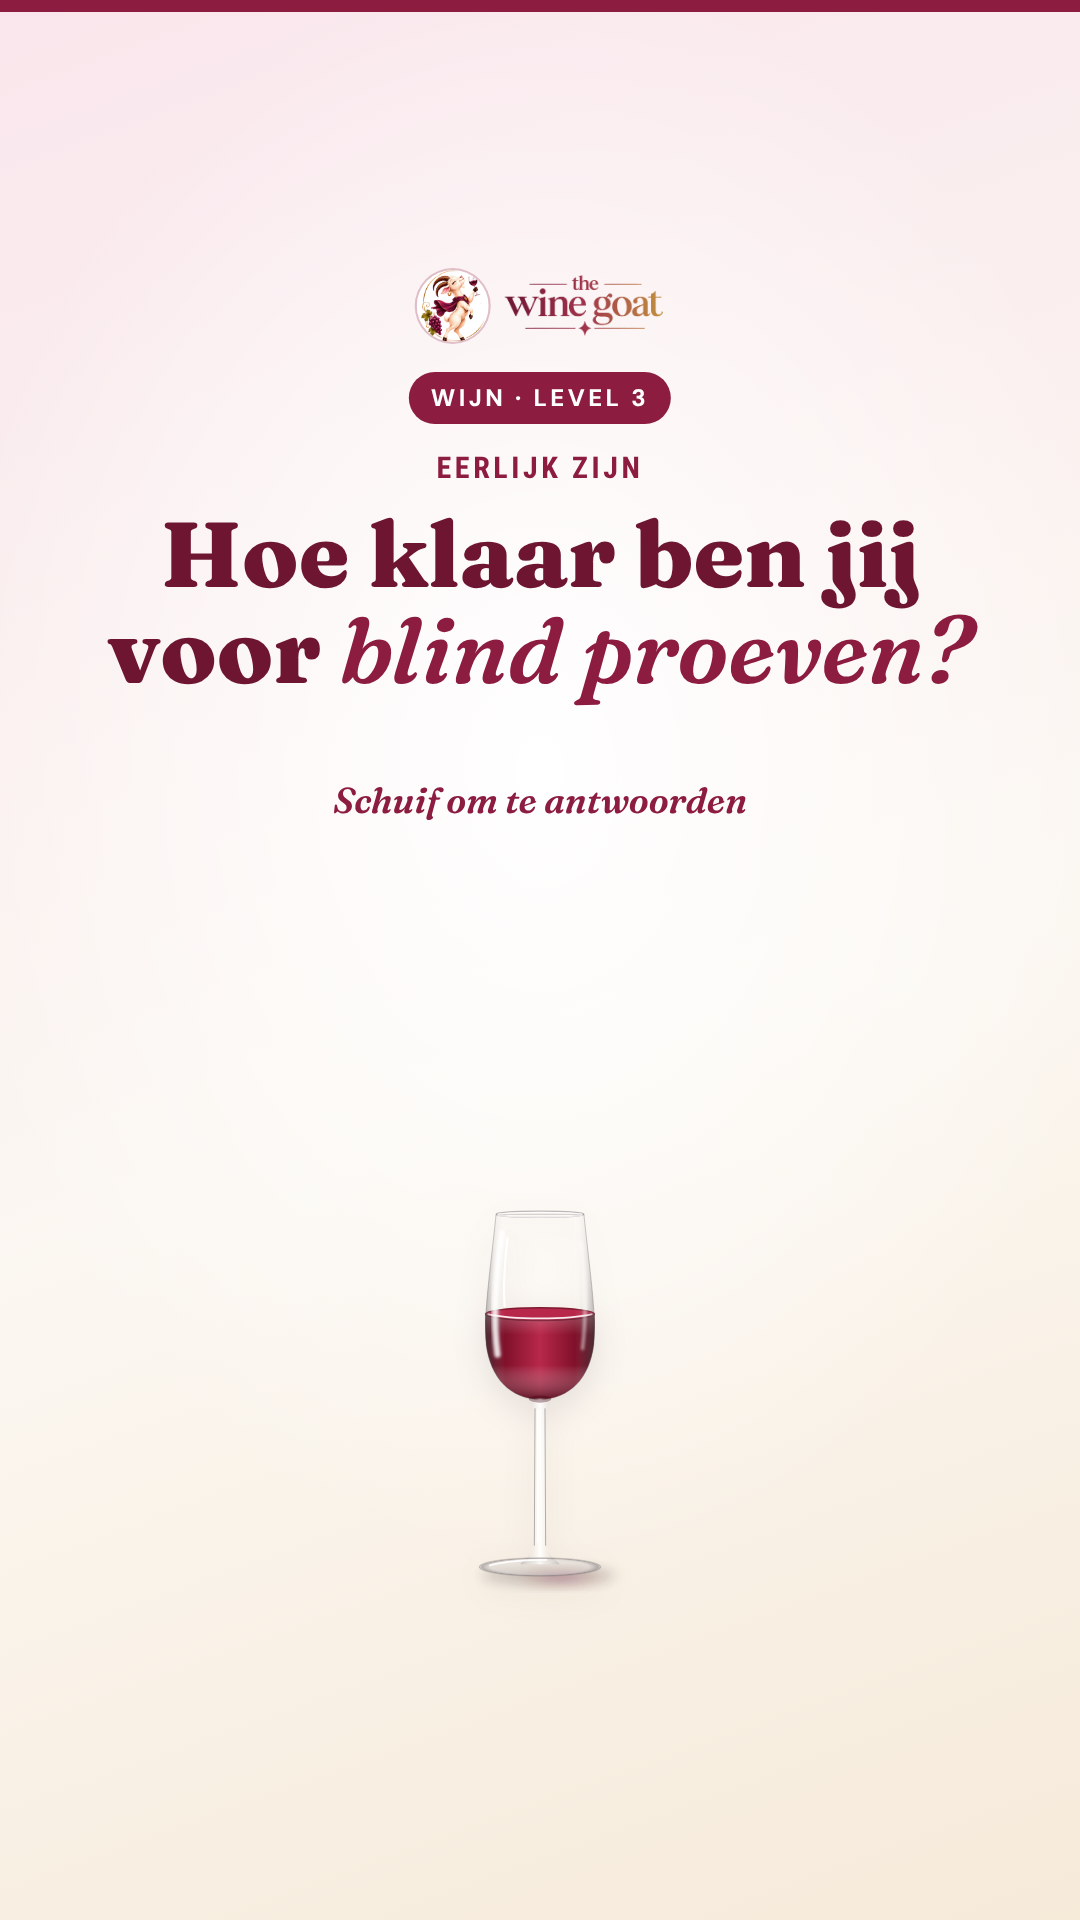 the
wine goat
WIJN · LEVEL 3
EERLIJK ZIJN
Hoe klaar ben jij
voor blind proeven?
Schuif om te antwoorden